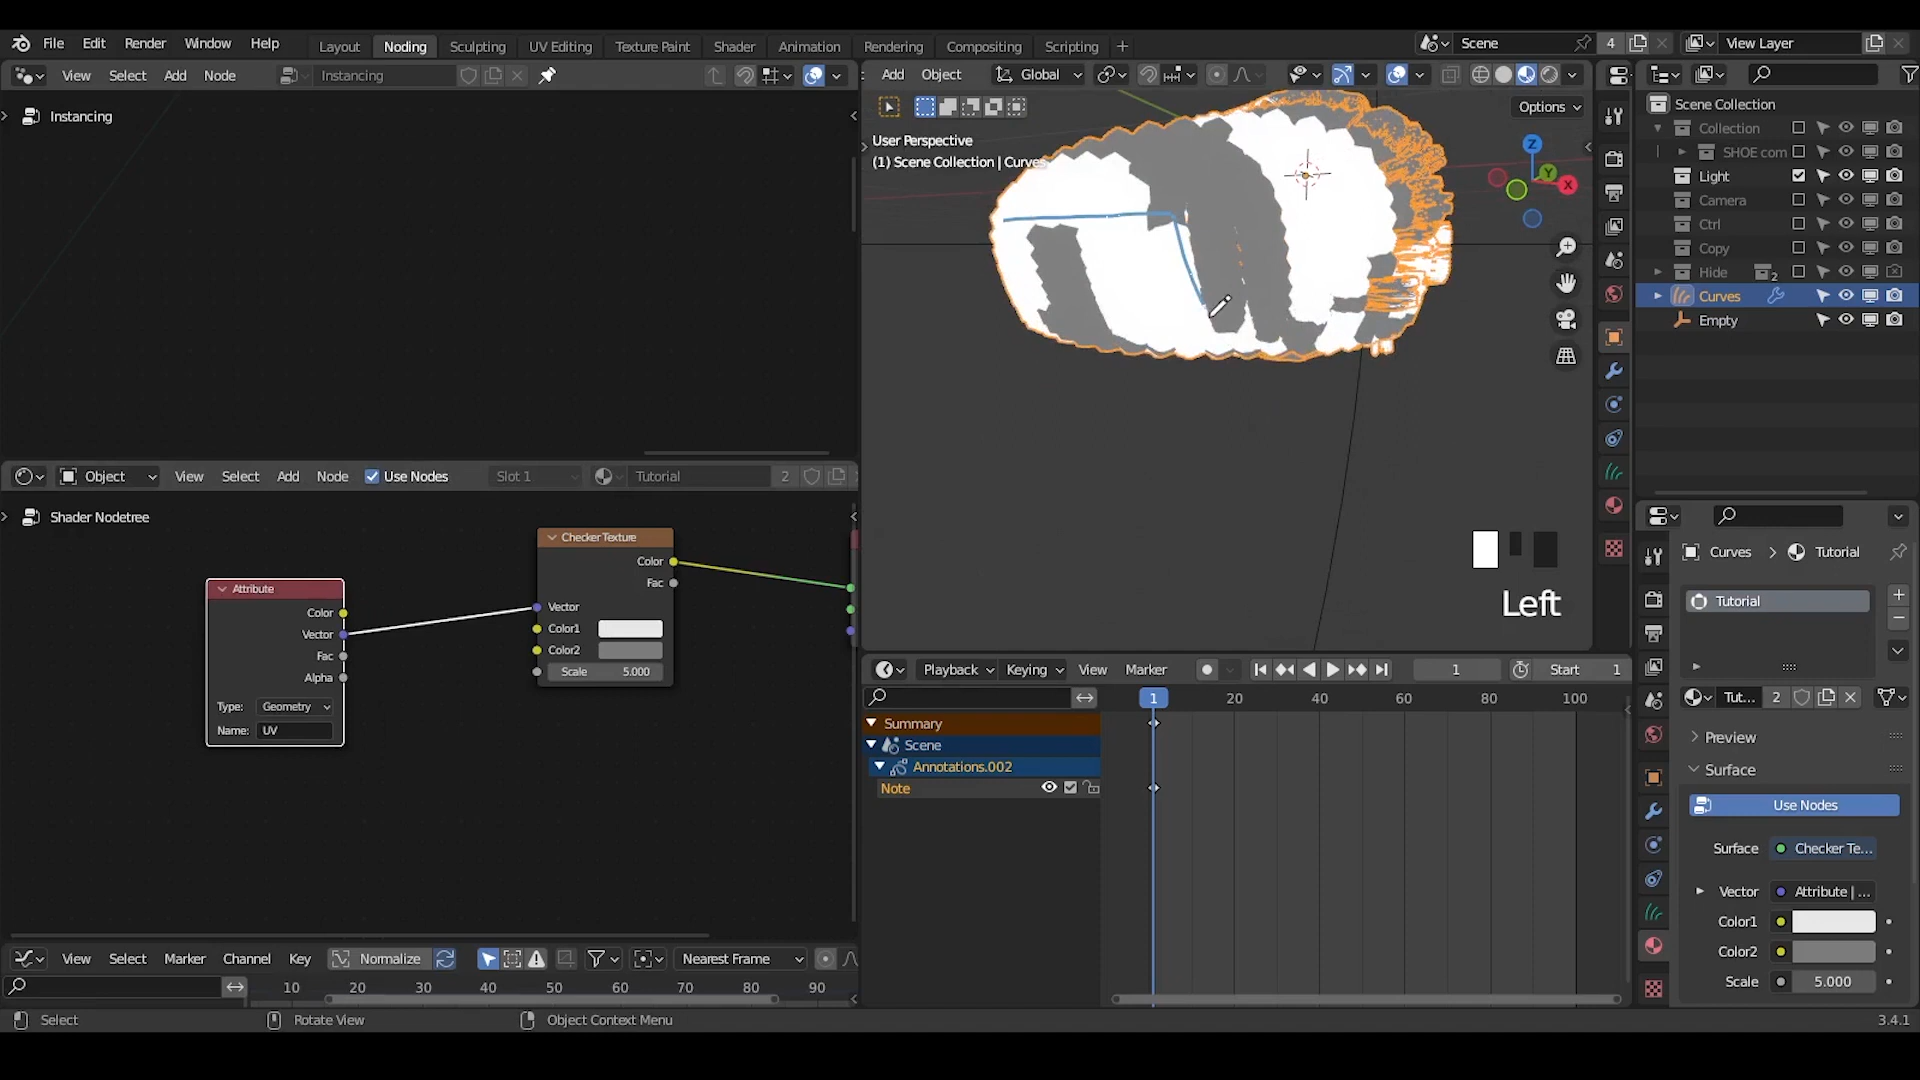 File Edit Render Window Help Layout Noding Sculpting UV Editing Texture Paint Shader Animation Rendering Compositing Scripting + Scene 4 View Layer
View Select Add Node Instancing
Add Object Global
Instancing
Options
User Perspective
(1) Scene Collection | Curves
Z
Y
X
Scene Collection
Collection
SHOE com
Light
Camera
Ctrl
Copy
Hide 2
Curves
Empty
Object View Select Add Node Use Nodes Slot 1 Tutorial 2
Shader Nodetree
Checker Texture
Color
Fac
Vector
Color1
Color2
Scale 5.000
Attribute
Color
Vector
Fac
Alpha
Type: Geometry
Name: UV
Left
Playback Keying View Marker 1 Start 1
1 20 40 60 80 100
Summary
Scene
Annotations.002
Note
Curves > Tutorial
Tutorial
Tut... 2
Preview
Surface
Use Nodes
Surface Checker Te...
Vector Attribute | ...
Color1
Color2
Scale 5.000
View Select Marker Channel Key Normalize Nearest Frame
10 20 30 40 50 60 70 80 90
Select Rotate View Object Context Menu 3.4.1